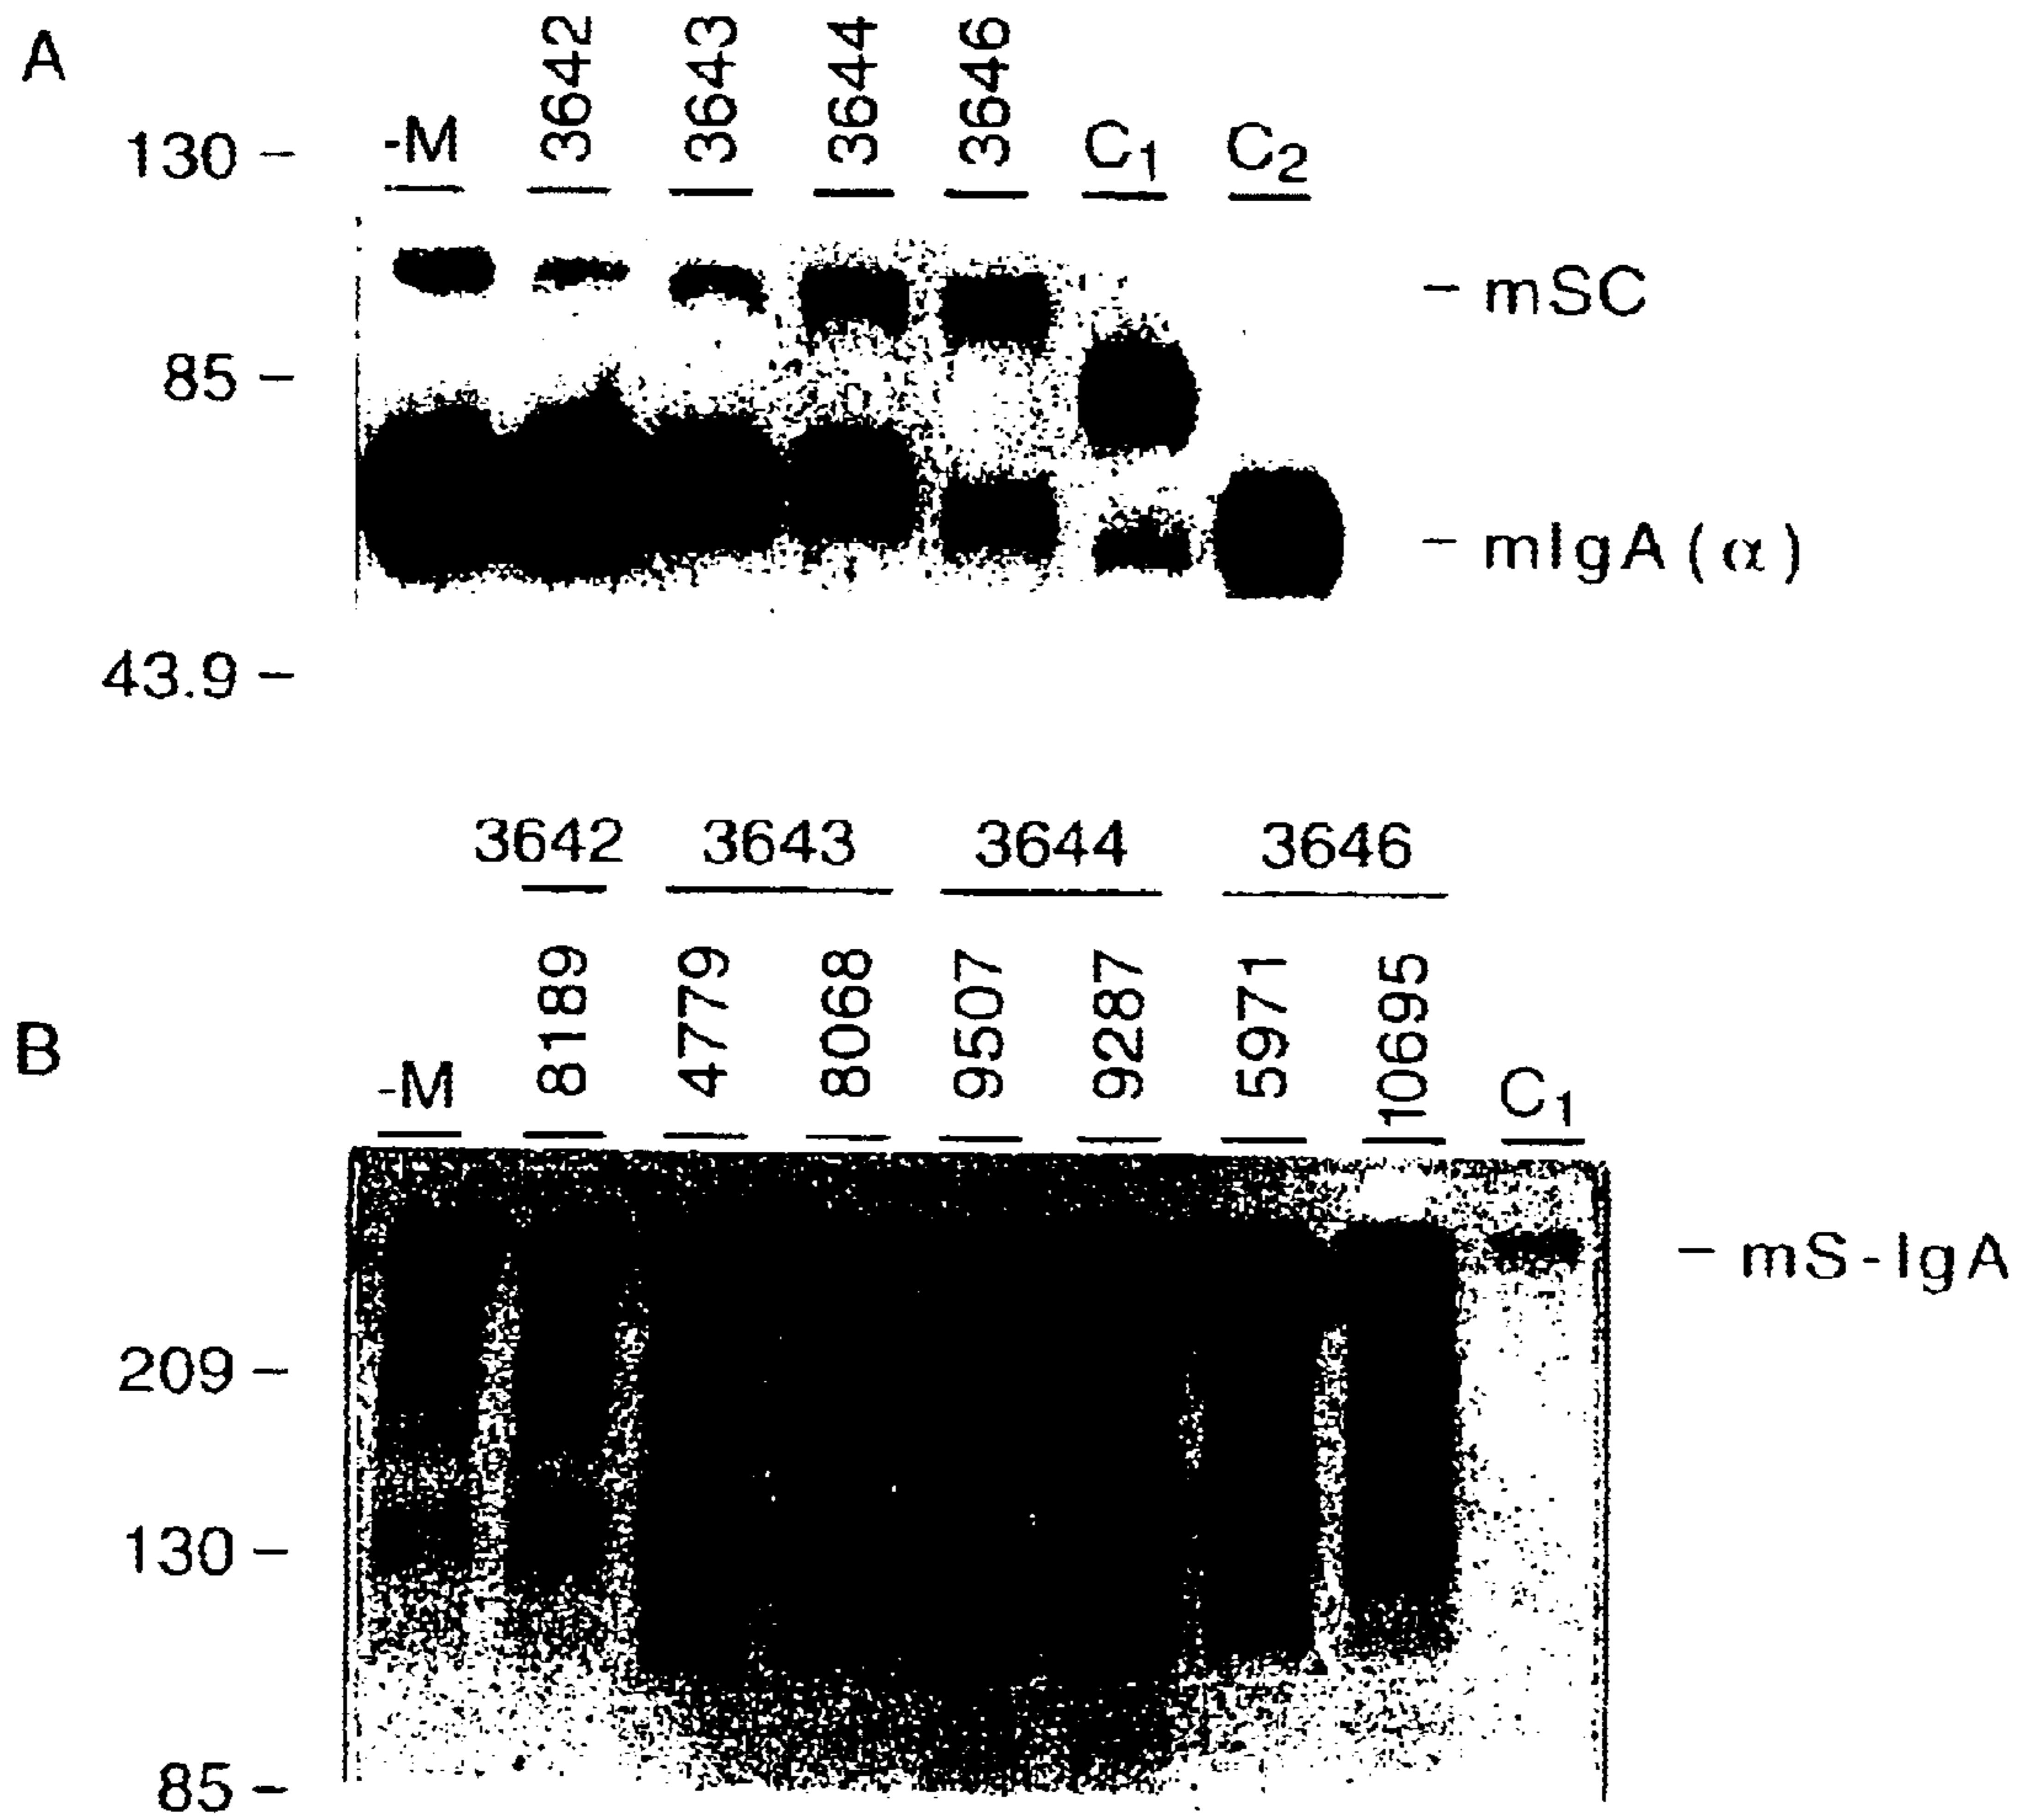 A
-M 3642 3643 3644 3646 C1 C2
130 –
– mSC
85 –
– mIgA (α)
43.9 –
3642 3643 3644 3646
B
-M 8189 4779 8068 9507 9287 5971 10695 C1
– mS-IgA
209 –
130 –
85 –